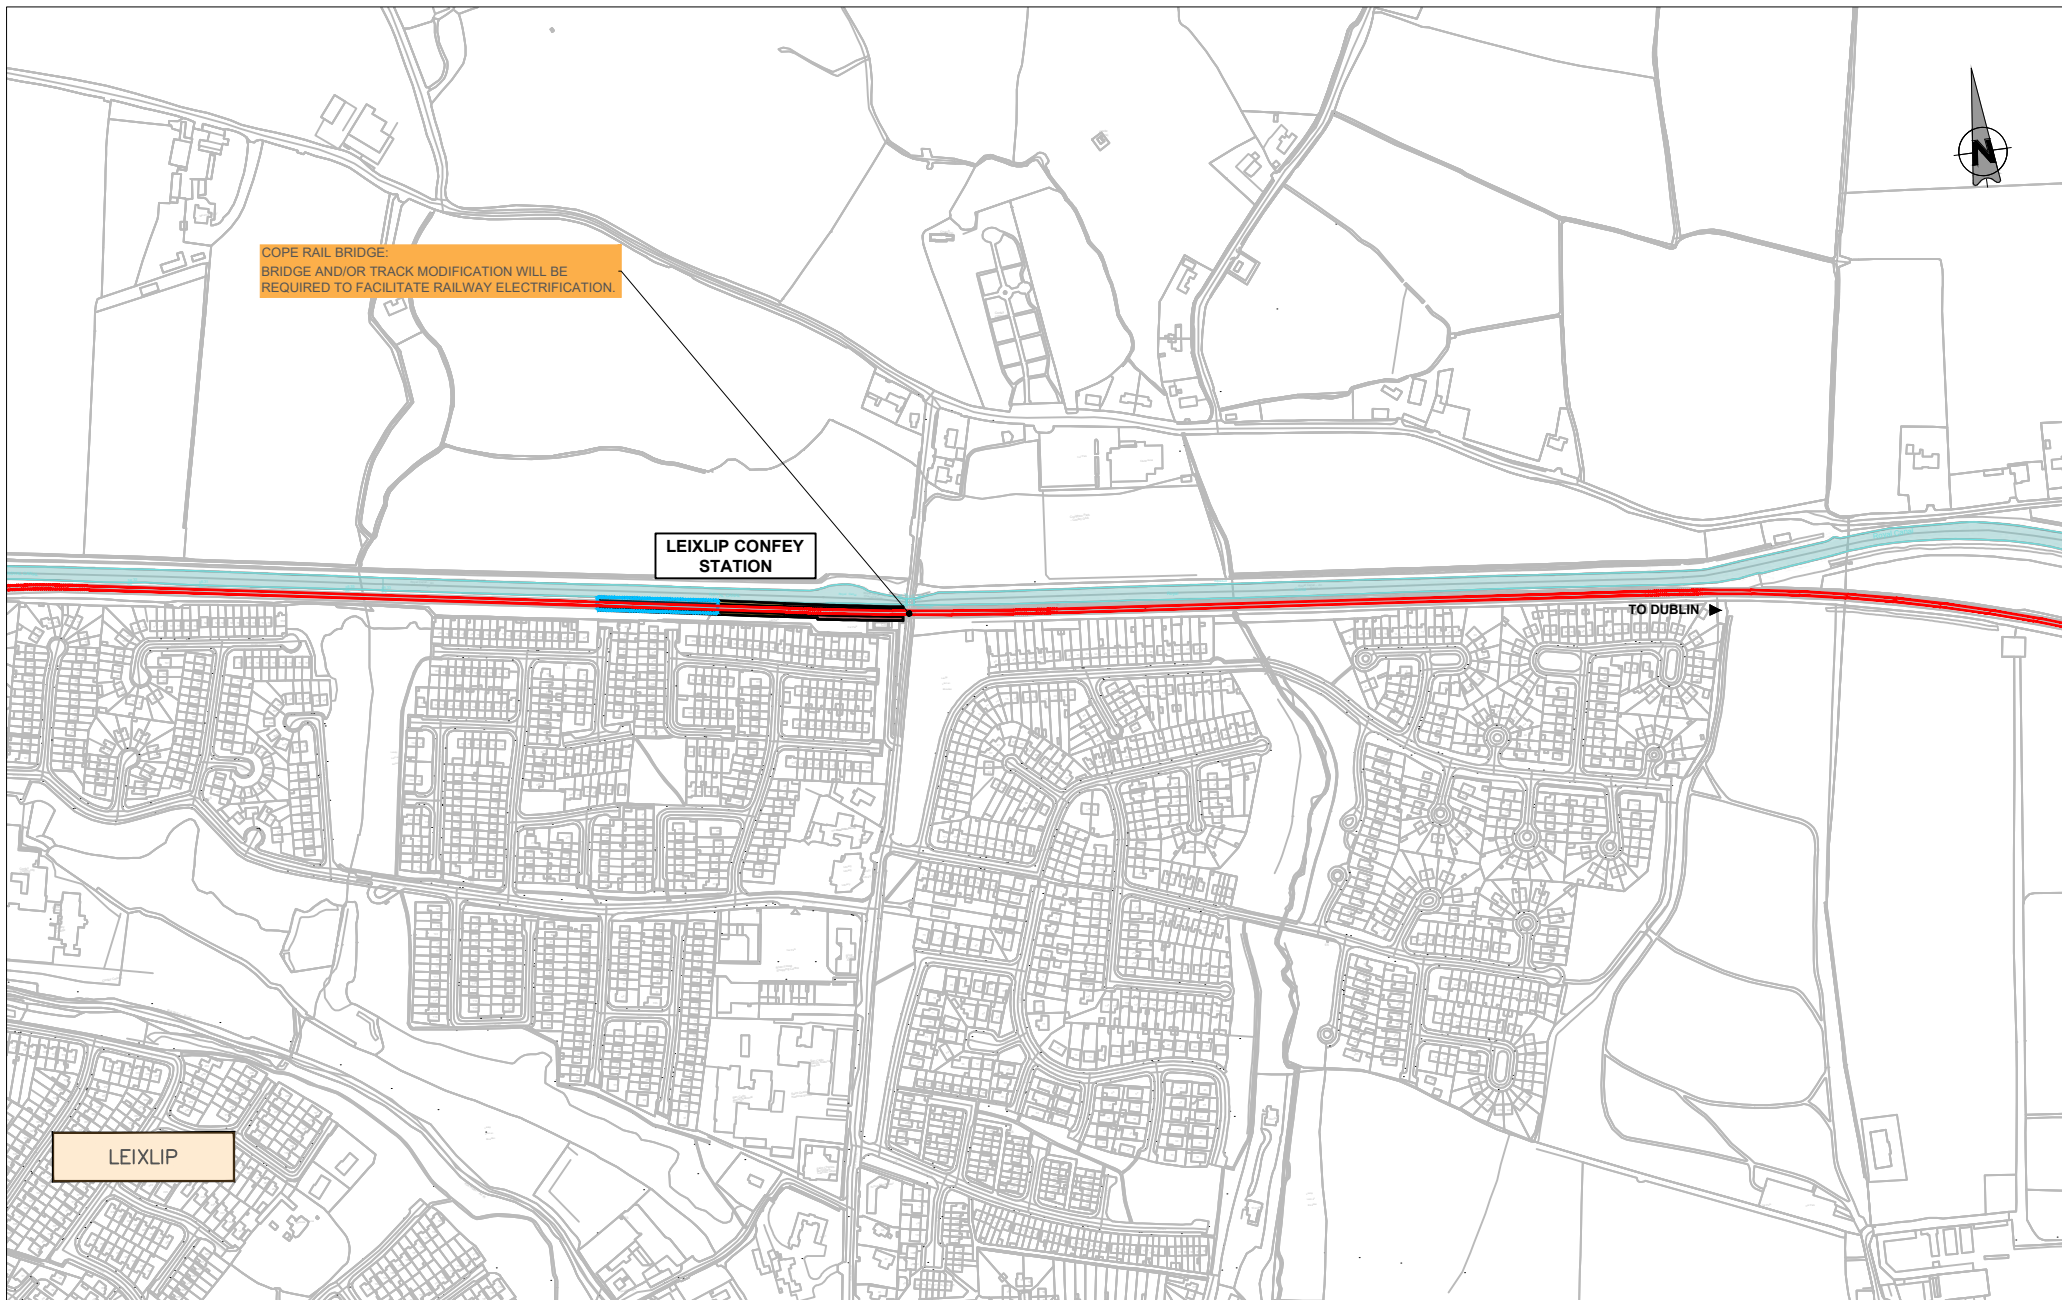 N
COPE RAIL BRIDGE:
BRIDGE AND/OR TRACK MODIFICATION WILL BE
REQUIRED TO FACILITATE RAILWAY ELECTRIFICATION.
LEIXLIP CONFEY
STATION
TO DUBLIN
LEIXLIP